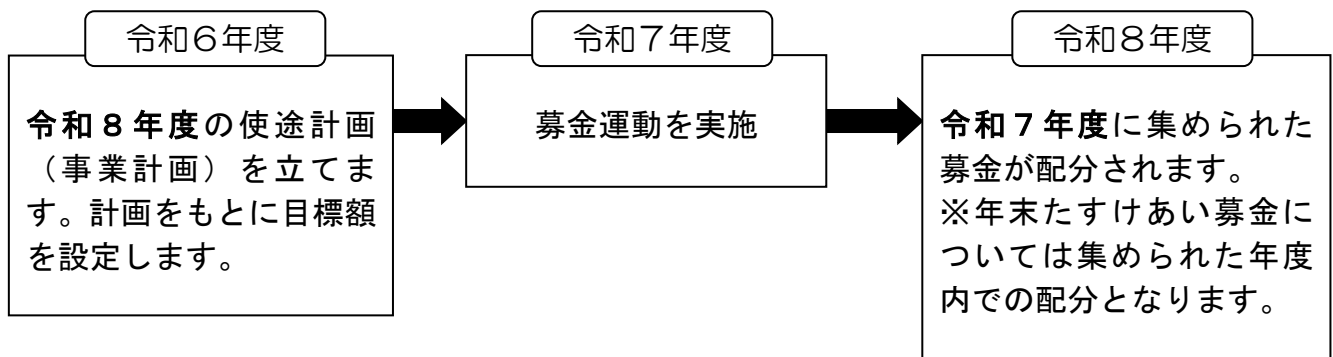 令和６年度
令和８年度の使途計画
（事業計画）を立てま
す。計画をもとに目標額
を設定します。
令和７年度
募金運動を実施
令和８年度
令和７年度に集められた
募金が配分されます。
※年末たすけあい募金に
ついては集められた年度
内での配分となります。